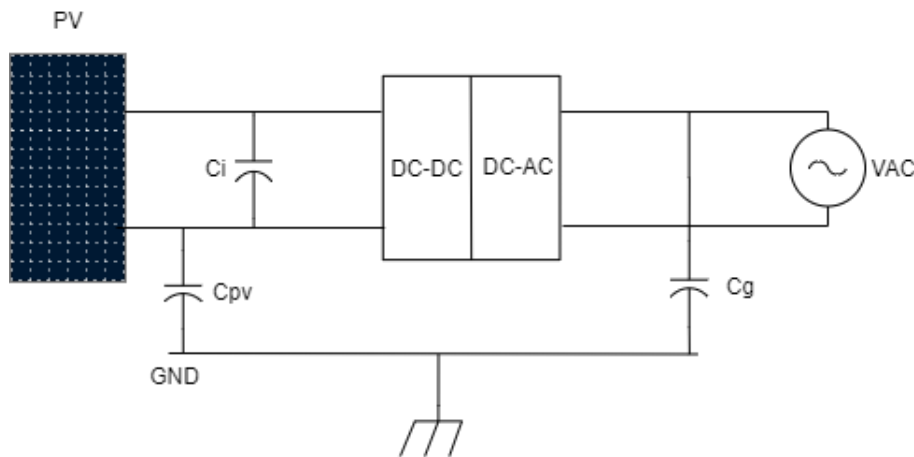 PV
Ci
DC-DC
DC-AC
VAC
Cpv
Cg
GND